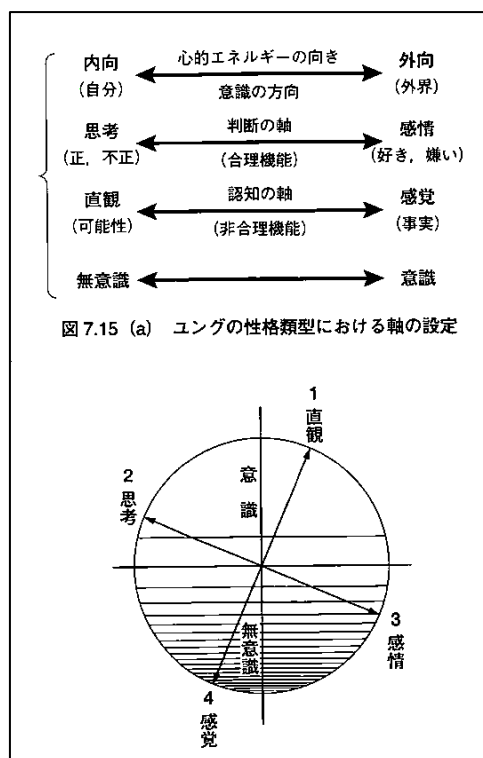 内向 心的エネルギーの向き 外向
(自分) 意識の方向 (外界)
思考 判断の軸 感情
(正，不正) (合理機能) (好き，嫌い)
直観 認知の軸 感覚
(可能性) (非合理機能) (事実)
無意識 意識
図 7.15 (a) ユングの性格類型における軸の設定
1 直観
2 思考
意識
無意識
3 感情
4 感覚